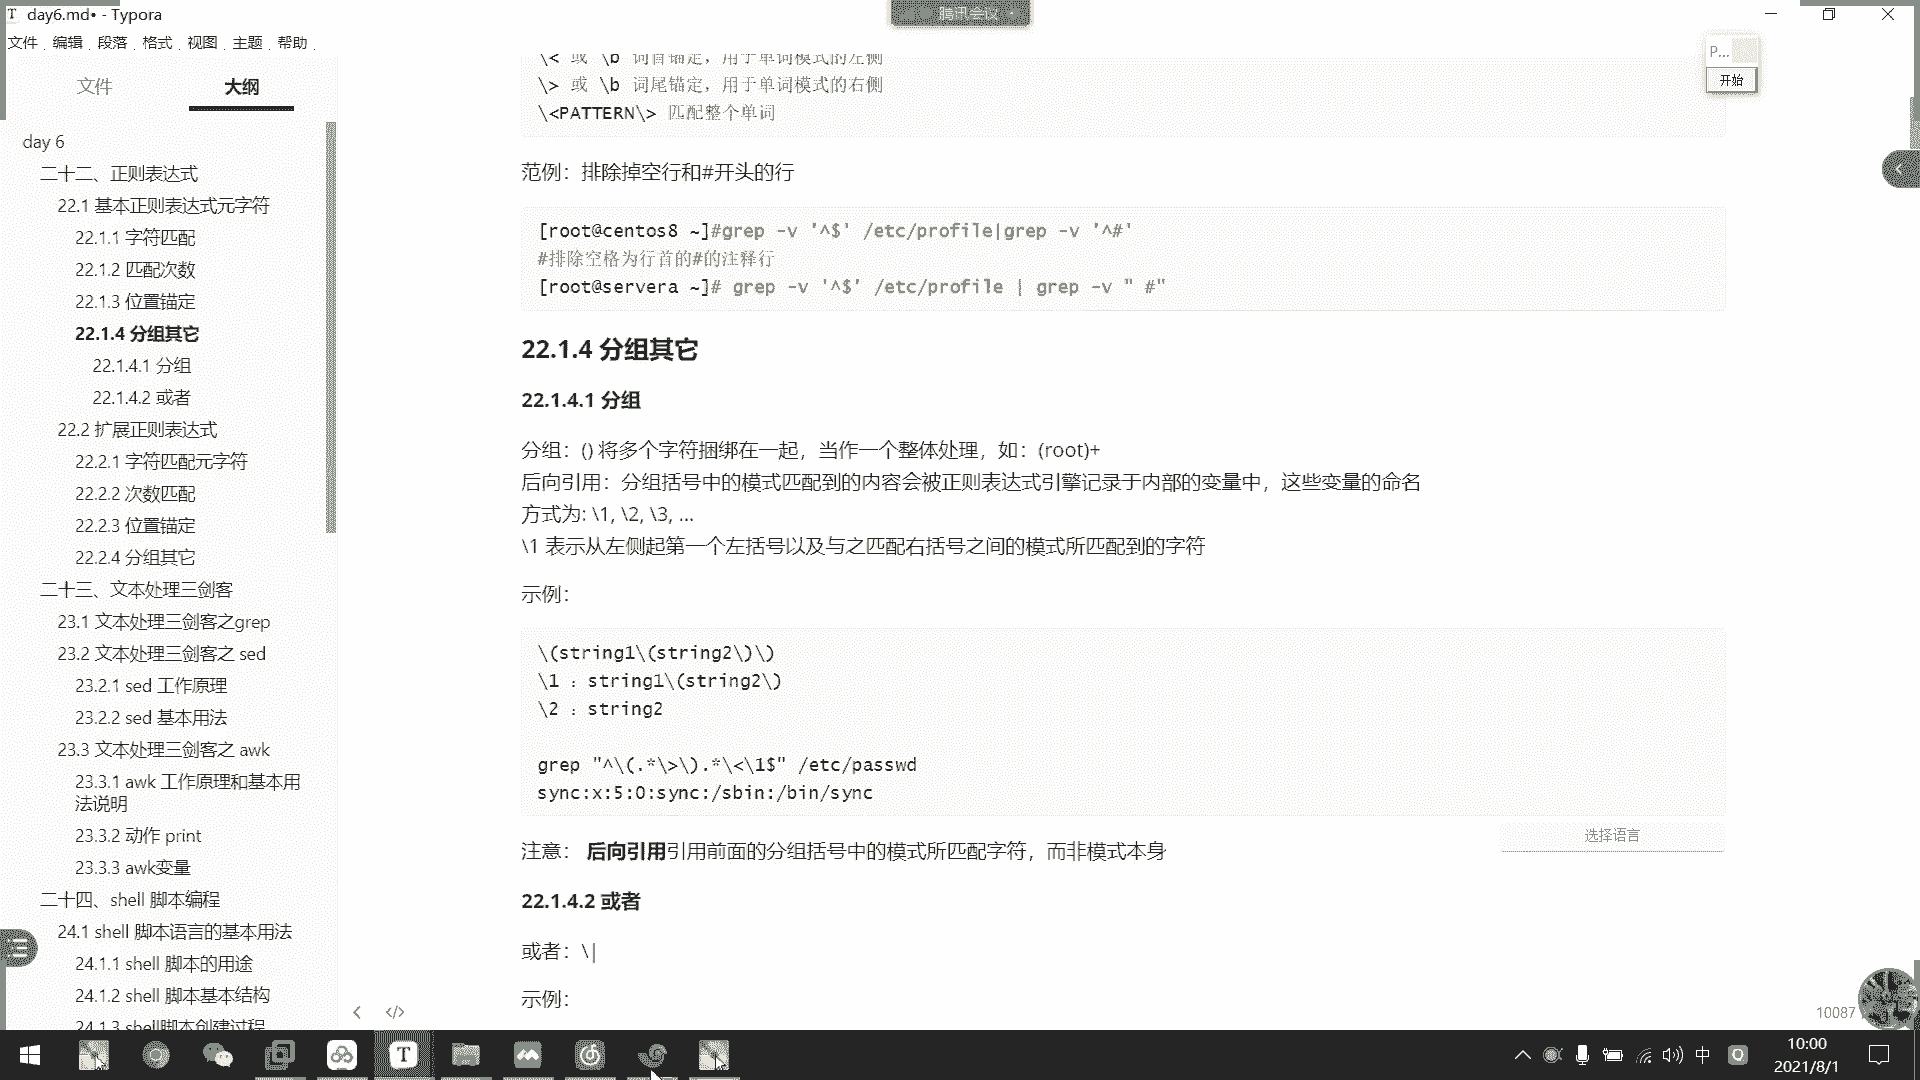 day6.md• - Typora
腾讯会议
文件 编辑 段落 格式 视图 主题 帮助
文件
大纲
day 6
二十二、正则表达式
22.1 基本正则表达式元字符
22.1.1 字符匹配
22.1.2 匹配次数
22.1.3 位置锚定
22.1.4 分组其它
22.1.4.1 分组
22.1.4.2 或者
22.2 扩展正则表达式
22.2.1 字符匹配元字符
22.2.2 次数匹配
22.2.3 位置锚定
22.2.4 分组其它
二十三、文本处理三剑客
23.1 文本处理三剑客之grep
23.2 文本处理三剑客之 sed
23.2.1 sed 工作原理
23.2.2 sed 基本用法
23.3 文本处理三剑客之 awk
23.3.1 awk 工作原理和基本用
法说明
23.3.2 动作 print
23.3.3 awk变量
二十四、shell 脚本编程
24.1 shell 脚本语言的基本用法
24.1.1 shell 脚本的用途
24.1.2 shell 脚本基本结构
24.1.3 shell脚本创建过程
\< 或 \b 词首锚定，用于单词模式的左侧
\> 或 \b 词尾锚定，用于单词模式的右侧
\<PATTERN\> 匹配整个单词
范例：排除掉空行和#开头的行
[root@centos8 ~]#grep -v '^$' /etc/profile|grep -v '^#'
#排除空格为行首的#的注释行
[root@servera ~]# grep -v '^$' /etc/profile | grep -v " #"
22.1.4 分组其它
22.1.4.1 分组
分组：() 将多个字符捆绑在一起，当作一个整体处理，如：(root)+
后向引用：分组括号中的模式匹配到的内容会被正则表达式引擎记录于内部的变量中，这些变量的命名
方式为: \1, \2, \3, ...
\1 表示从左侧起第一个左括号以及与之匹配右括号之间的模式所匹配到的字符
示例：
\(string1\(string2\)\)
\1 ：string1\(string2\)
\2 ：string2
grep "^\(.*\>\).*\<\1$" /etc/passwd
sync:x:5:0:sync:/sbin:/bin/sync
选择语言
注意： 后向引用引用前面的分组括号中的模式所匹配字符，而非模式本身
22.1.4.2 或者
或者：\|
示例：
P...
开始
10087
中
10:00
2021/8/1